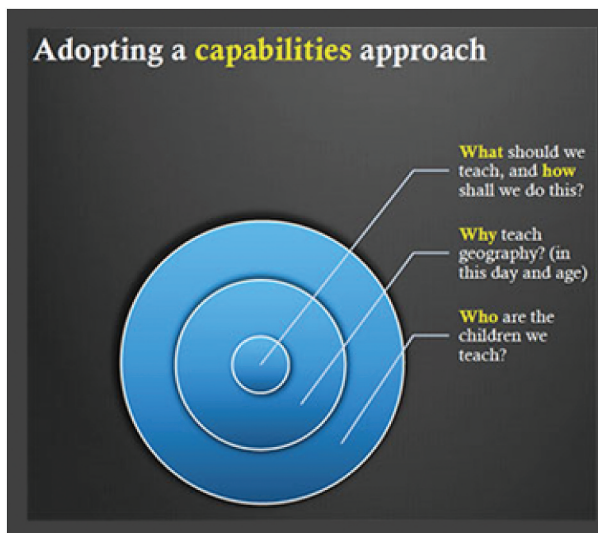 Adopting a capabilities approach
What should we
teach, and how
shall we do this?
Why teach
geography? (in
this day and age)
Who are the
children we
teach?